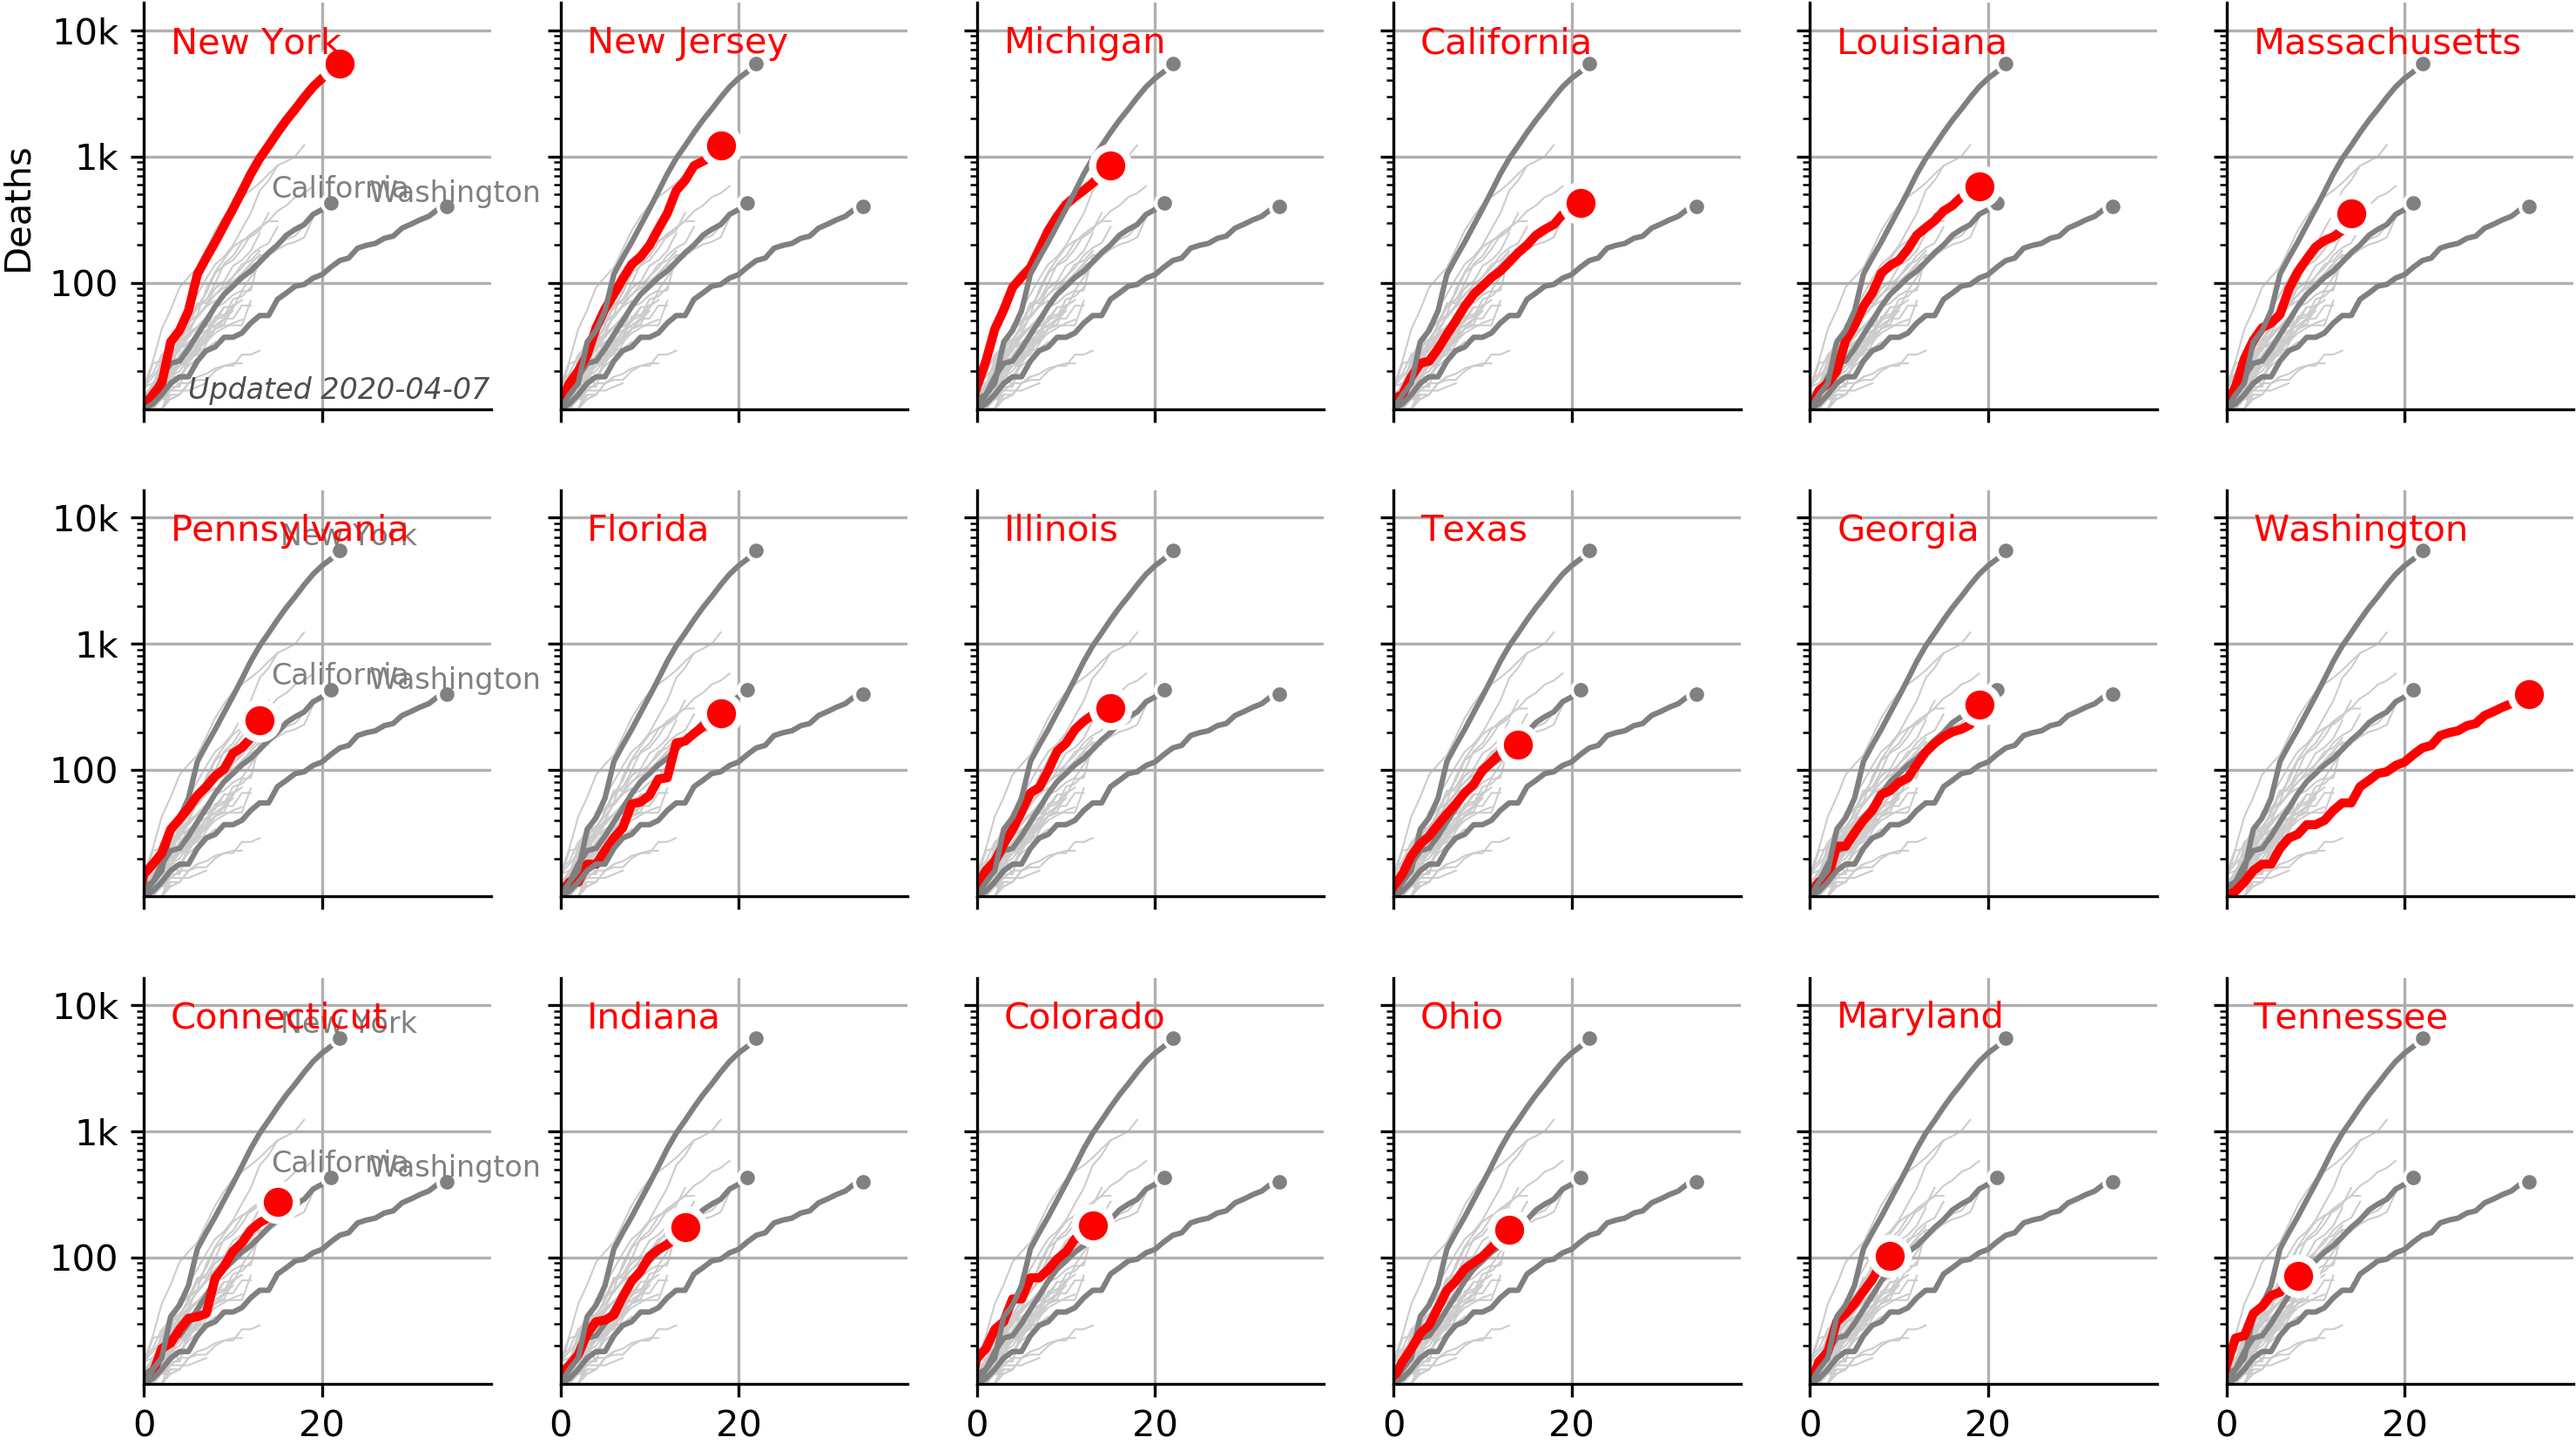 10k
1k
100
Deaths
New York
California
Washington
Updated 2020-04-07
New Jersey
Michigan
California
Louisiana
Massachusetts
10k
1k
100
Pennsylvania
New York
California
Washington
Florida
Illinois
Texas
Georgia
Washington
10k
1k
100
Connecticut
New York
California
Washington
Indiana
Colorado
Ohio
Maryland
Tennessee
0 20 0 20 0 20 0 20 0 20 0 20